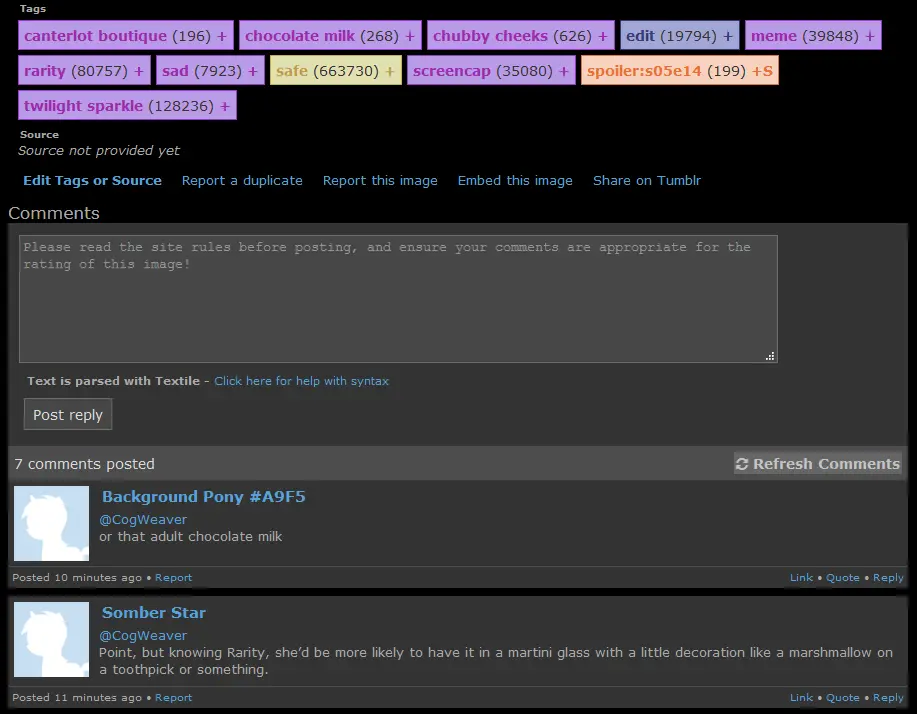 Tags
canterlot boutique (196) + chocolate milk (268) + chubby cheeks (626) + edit (19794) + meme (39848) +
rarity (80757) + sad (7923) + safe (663730) + screencap (35080) + spoiler:s05e14 (199) +S
twilight sparkle (128236) +
Source
Source not provided yet
Edit Tags or Source Report a duplicate Report this image Embed this image Share on Tumblr
Comments
Please read the site rules before posting, and ensure your comments are appropriate for the
rating of this image!
Text is parsed with Textile - Click here for help with syntax
Post reply
7 comments posted Refresh Comments
Background Pony #A9F5
@CogWeaver
or that adult chocolate milk
Posted 10 minutes ago • Report Link • Quote • Reply
Somber Star
@CogWeaver
Point, but knowing Rarity, she’d be more likely to have it in a martini glass with a little decoration like a marshmallow on
a toothpick or something.
Posted 11 minutes ago • Report Link • Quote • Reply